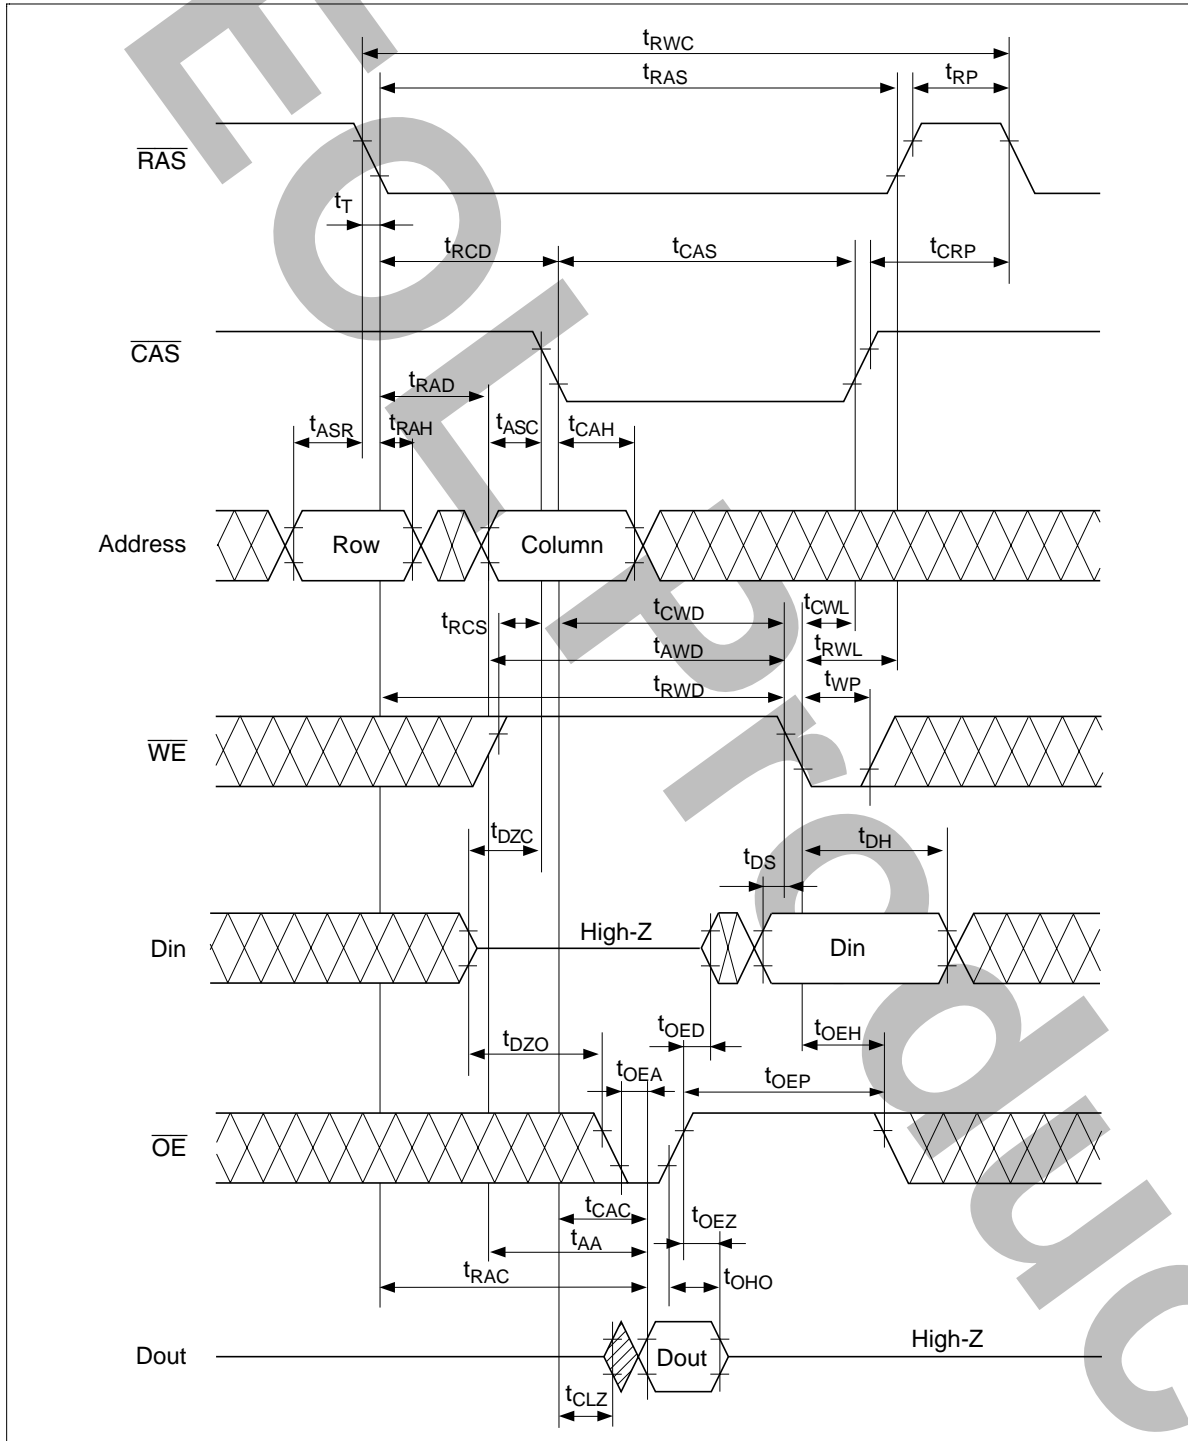 tRWC
tRAS
tRP
RAS
tT
tRCD
tCAS
tCRP
CAS
tRAD
tASR
tRAH
tASC
tCAH
Address
Row
Column
tRCS
tCWD
tCWL
tAWD
tRWL
tRWD
tWP
WE
tDZC
tDS
tDH
Din
High-Z
Din
tDZO
tOED
tOEH
tOEA
tOEP
OE
tCAC
tOEZ
tAA
tRAC
tOHO
Dout
Dout
High-Z
tCLZ
EOL Produc